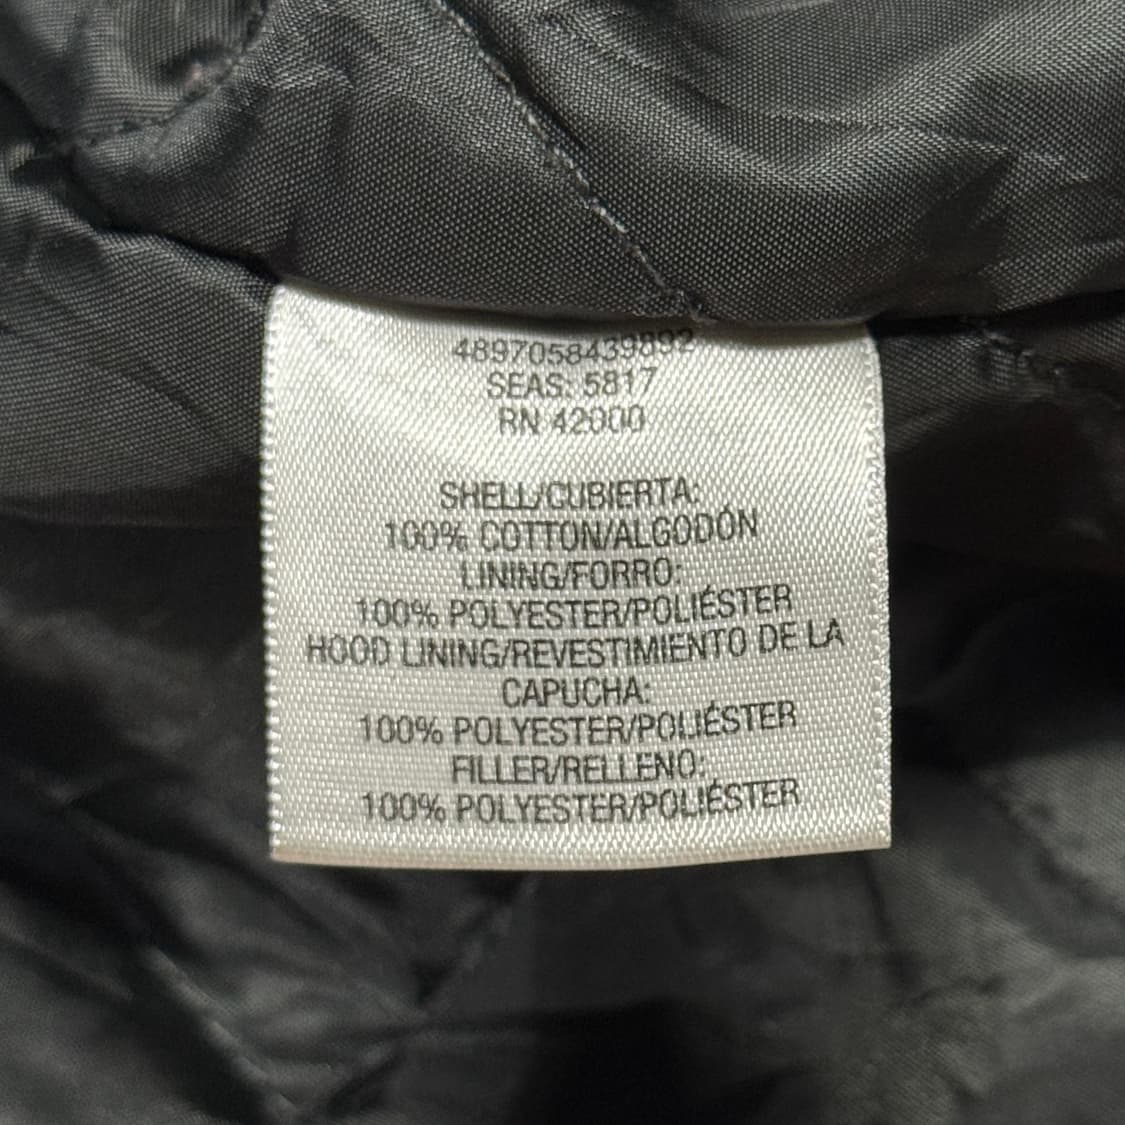 4897058439892
SEAS: 5817
RN 42000
SHELL/CUBIERTA:
100% COTTON/ALGODÓN
LINING/FORRO:
100% POLYESTER/POLIÉSTER
HOOD LINING/REVESTIMIENTO DE LA
CAPUCHA:
100% POLYESTER/POLIÉSTER
FILLER/RELLENO:
100% POLYESTER/POLIÉSTER